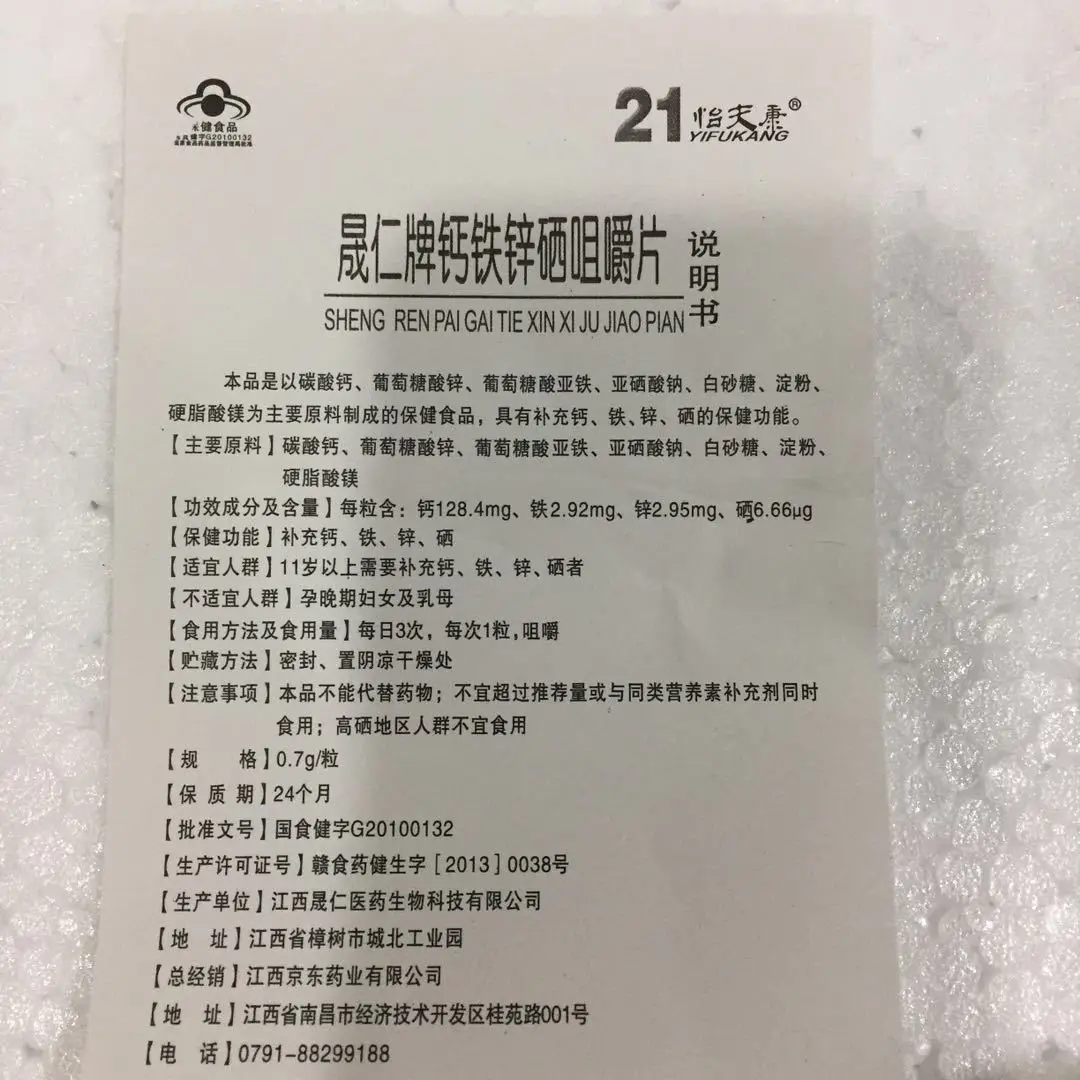 保健食品
国食健字G20100132
国家食品药品监督管理局批准
21 怡夫康®
YIFUKANG
晟仁牌钙铁锌硒咀嚼片
说明书
SHENG REN PAI GAI TIE XIN XI JU JIAO PIAN
本品是以碳酸钙、葡萄糖酸锌、葡萄糖酸亚铁、亚硒酸钠、白砂糖、淀粉、
硬脂酸镁为主要原料制成的保健食品，具有补充钙、铁、锌、硒的保健功能。
【主要原料】碳酸钙、葡萄糖酸锌、葡萄糖酸亚铁、亚硒酸钠、白砂糖、淀粉、
硬脂酸镁
【功效成分及含量】每粒含：钙128.4mg、铁2.92mg、锌2.95mg、硒6.66μg
【保健功能】补充钙、铁、锌、硒
【适宜人群】11岁以上需要补充钙、铁、锌、硒者
【不适宜人群】孕晚期妇女及乳母
【食用方法及食用量】每日3次，每次1粒，咀嚼
【贮藏方法】密封、置阴凉干燥处
【注意事项】本品不能代替药物；不宜超过推荐量或与同类营养素补充剂同时
食用；高硒地区人群不宜食用
【规 格】0.7g/粒
【保 质 期】24个月
【批准文号】国食健字G20100132
【生产许可证号】赣食药健生字［2013］0038号
【生产单位】江西晟仁医药生物科技有限公司
【地 址】江西省樟树市城北工业园
【总经销】江西京东药业有限公司
【地 址】江西省南昌市经济技术开发区桂苑路001号
【电 话】0791-88299188